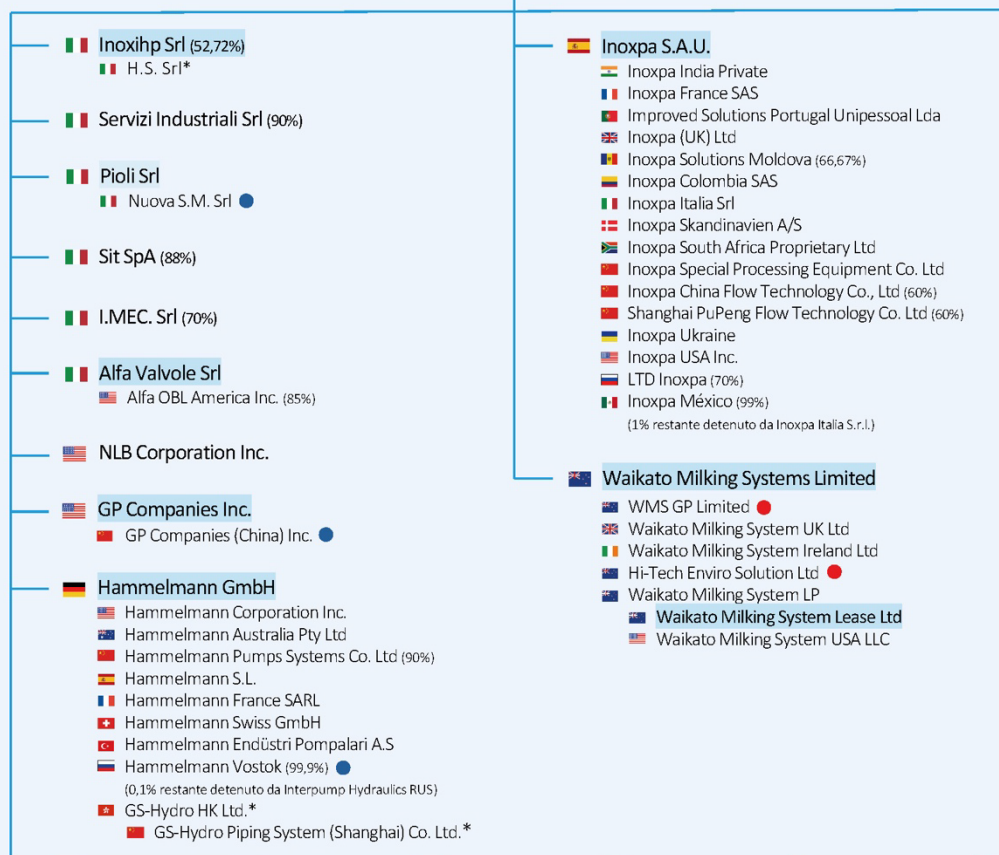 Inoxihp Srl (52,72%)
H.S. Srl*
Servizi Industriali Srl (90%)
Pioli Srl
Nuova S.M. Srl
Sit SpA (88%)
I.MEC. Srl (70%)
Alfa Valvole Srl
Alfa OBL America Inc. (85%)
NLB Corporation Inc.
GP Companies Inc.
GP Companies (China) Inc.
Hammelmann GmbH
Hammelmann Corporation Inc.
Hammelmann Australia Pty Ltd
Hammelmann Pumps Systems Co. Ltd (90%)
Hammelmann S.L.
Hammelmann France SARL
Hammelmann Swiss GmbH
Hammelmann Endüstri Pompalari A.S
Hammelmann Vostok (99,9%)
(0,1% restante detenuto da Interpump Hydraulics RUS)
GS-Hydro HK Ltd.*
GS-Hydro Piping System (Shanghai) Co. Ltd.*
Inoxpa S.A.U.
Inoxpa India Private
Inoxpa France SAS
Improved Solutions Portugal Unipessoal Lda
Inoxpa (UK) Ltd
Inoxpa Solutions Moldova (66,67%)
Inoxpa Colombia SAS
Inoxpa Italia Srl
Inoxpa Skandinavien A/S
Inoxpa South Africa Proprietary Ltd
Inoxpa Special Processing Equipment Co. Ltd
Inoxpa China Flow Technology Co., Ltd (60%)
Shanghai PuPeng Flow Technology Co. Ltd (60%)
Inoxpa Ukraine
Inoxpa USA Inc.
LTD Inoxpa (70%)
Inoxpa México (99%)
(1% restante detenuto da Inoxpa Italia S.r.l.)
Waikato Milking Systems Limited
WMS GP Limited
Waikato Milking System UK Ltd
Waikato Milking System Ireland Ltd
Hi-Tech Enviro Solution Ltd
Waikato Milking System LP
Waikato Milking System Lease Ltd
Waikato Milking System USA LLC